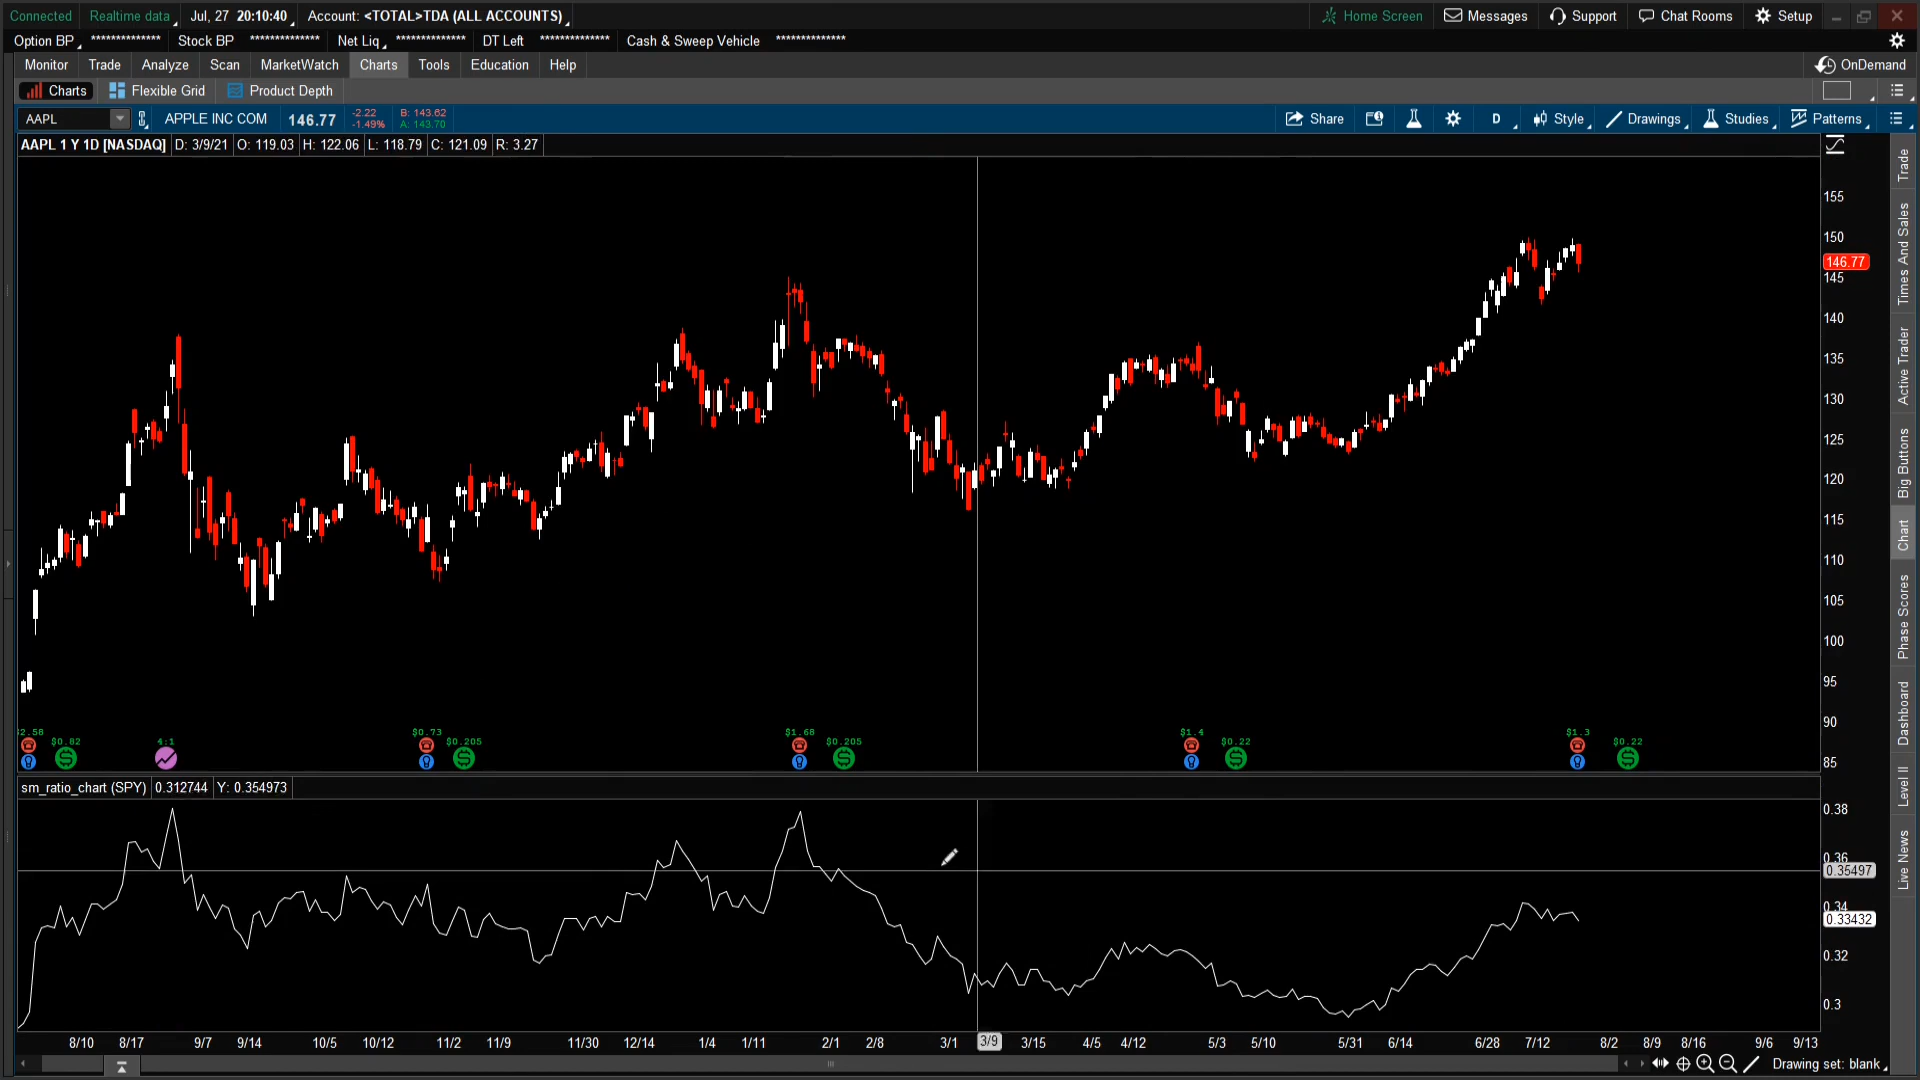 Connected Realtime data Jul, 27 20:10:40 Account: <TOTAL>TDA (ALL ACCOUNTS) Home Screen Messages Support Chat Rooms Setup
Option BP ************** Stock BP ************** Net Liq ************** DT Left ************** Cash & Sweep Vehicle **************
Monitor Trade Analyze Scan MarketWatch Charts Tools Education Help OnDemand
Charts Flexible Grid Product Depth
AAPL APPLE INC COM 146.77 -2.22 -1.49% B: 143.62 A: 143.70 Share D Style Drawings Studies Patterns
AAPL 1 Y 1D [NASDAQ] D: 3/9/21 O: 119.03 H: 122.06 L: 118.79 C: 121.09 R: 3.27
155
150
146.77
145
140
135
130
125
120
115
110
105
100
95
90
85
2.58 $0.82 4:1 $0.73 $0.205 $1.68 $0.205 $1.4 $0.22 $1.3 $0.22
sm_ratio_chart (SPY) 0.312744 Y: 0.354973
0.38
0.36
0.35497
0.34
0.33432
0.32
0.3
8/10 8/17 9/7 9/14 10/5 10/12 11/2 11/9 11/30 12/14 1/4 1/11 2/1 2/8 3/1 3/9 3/15 4/5 4/12 5/3 5/10 5/31 6/14 6/28 7/12 8/2 8/9 8/16 9/6 9/13
Drawing set: blank
Trade
Times And Sales
Active Trader
Big Buttons
Chart
Phase Scores
Dashboard
Level II
Live News